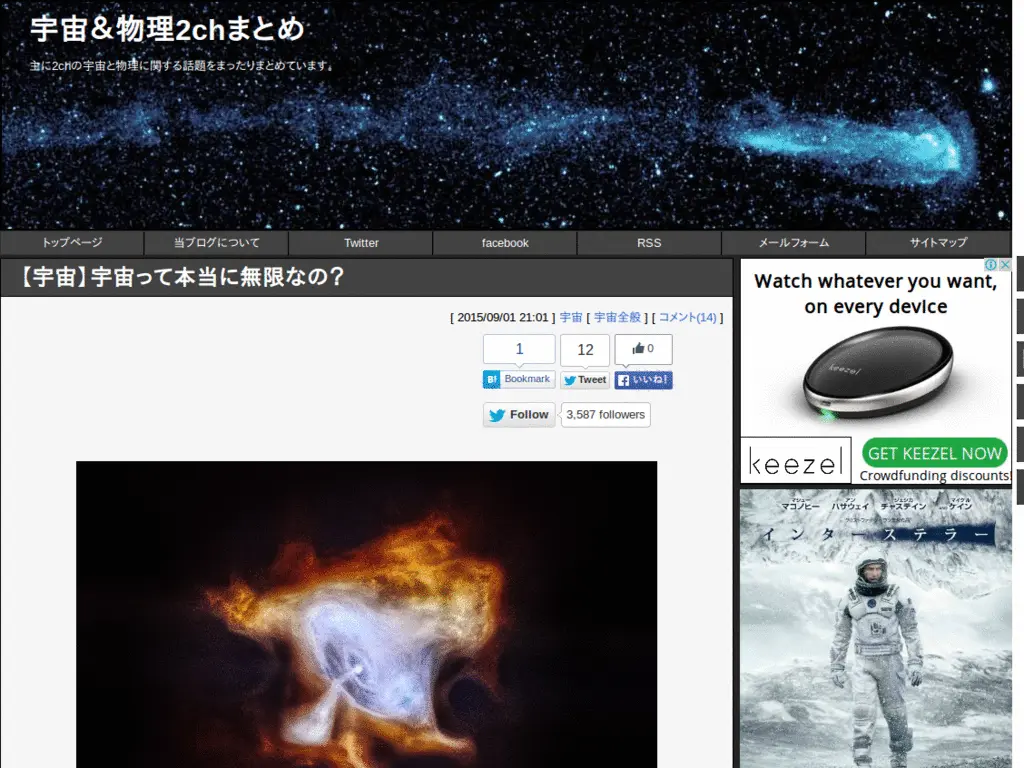 宇宙&物理2chまとめ
主に2chの宇宙と物理に関する話題をまったりまとめています。
トップページ
当ブログについて
Twitter
facebook
RSS
メールフォーム
サイトマップ
【宇宙】宇宙って本当に無限なの?
[ 2015/09/01 21:01 ] 宇宙 [ 宇宙全般 ] [ コメント(14) ]
1
12
0
B! Bookmark
Tweet
いいね!
Follow
3,587 followers
Watch whatever you want,
on every device
keezel
keezel
GET KEEZEL NOW
Crowdfunding discounts!
マシュー アン ジェシカ マイケル
マコノヒー ハサウェイ チャステイン ケイン
インターステラー